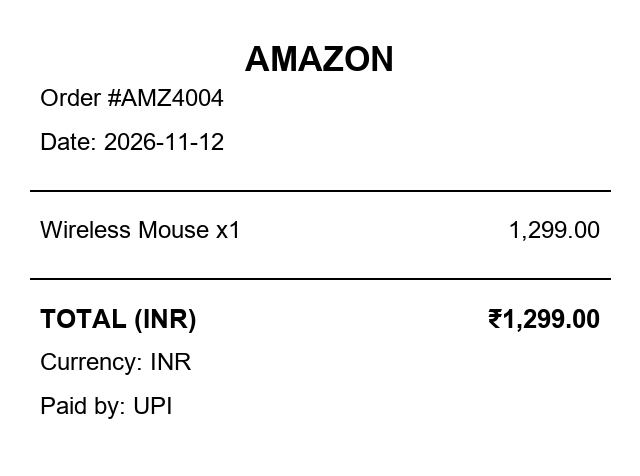 AMAZON
Order #AMZ4004
Date: 2026-11-12
Wireless Mouse x1 1,299.00
TOTAL (INR) ₹1,299.00
Currency: INR
Paid by: UPI